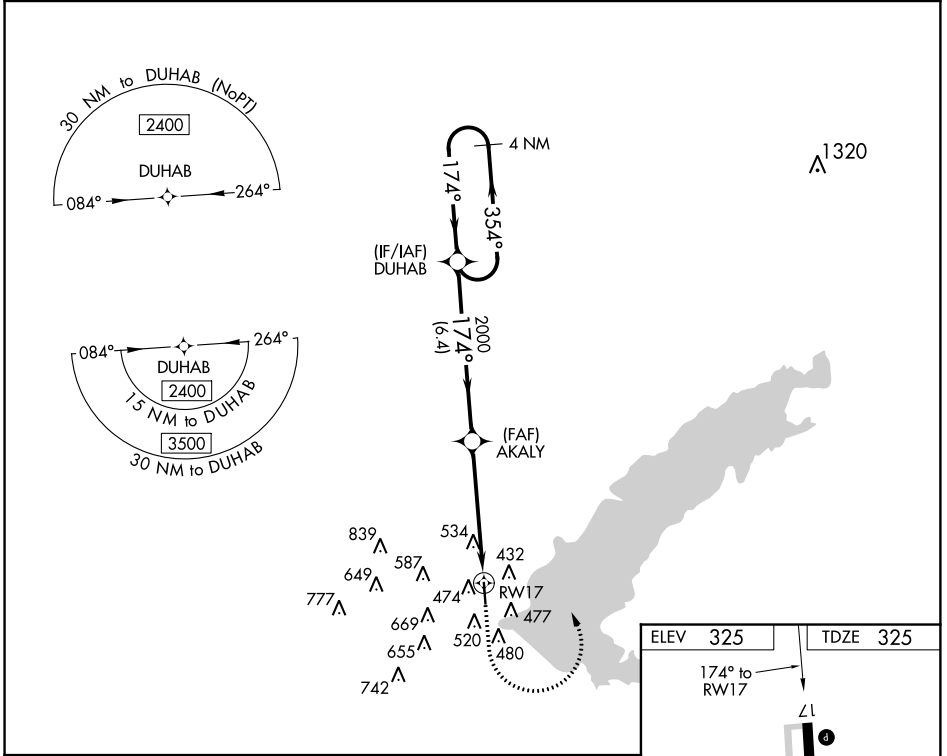 30 NM to DUHAB (NoPT)
2400
DUHAB
084°
264°
4 NM
1320
174°
354°
(IF/IAF)
DUHAB
2000
174°
(6.4)
084°
264°
DUHAB
2400
15 NM to DUHAB
3500
30 NM to DUHAB
(FAF)
AKALY
839
534
432
587
649
474
RW17
777
477
669
520
480
655
742
ELEV 325
TDZE 325
174° to
RW17
17
P